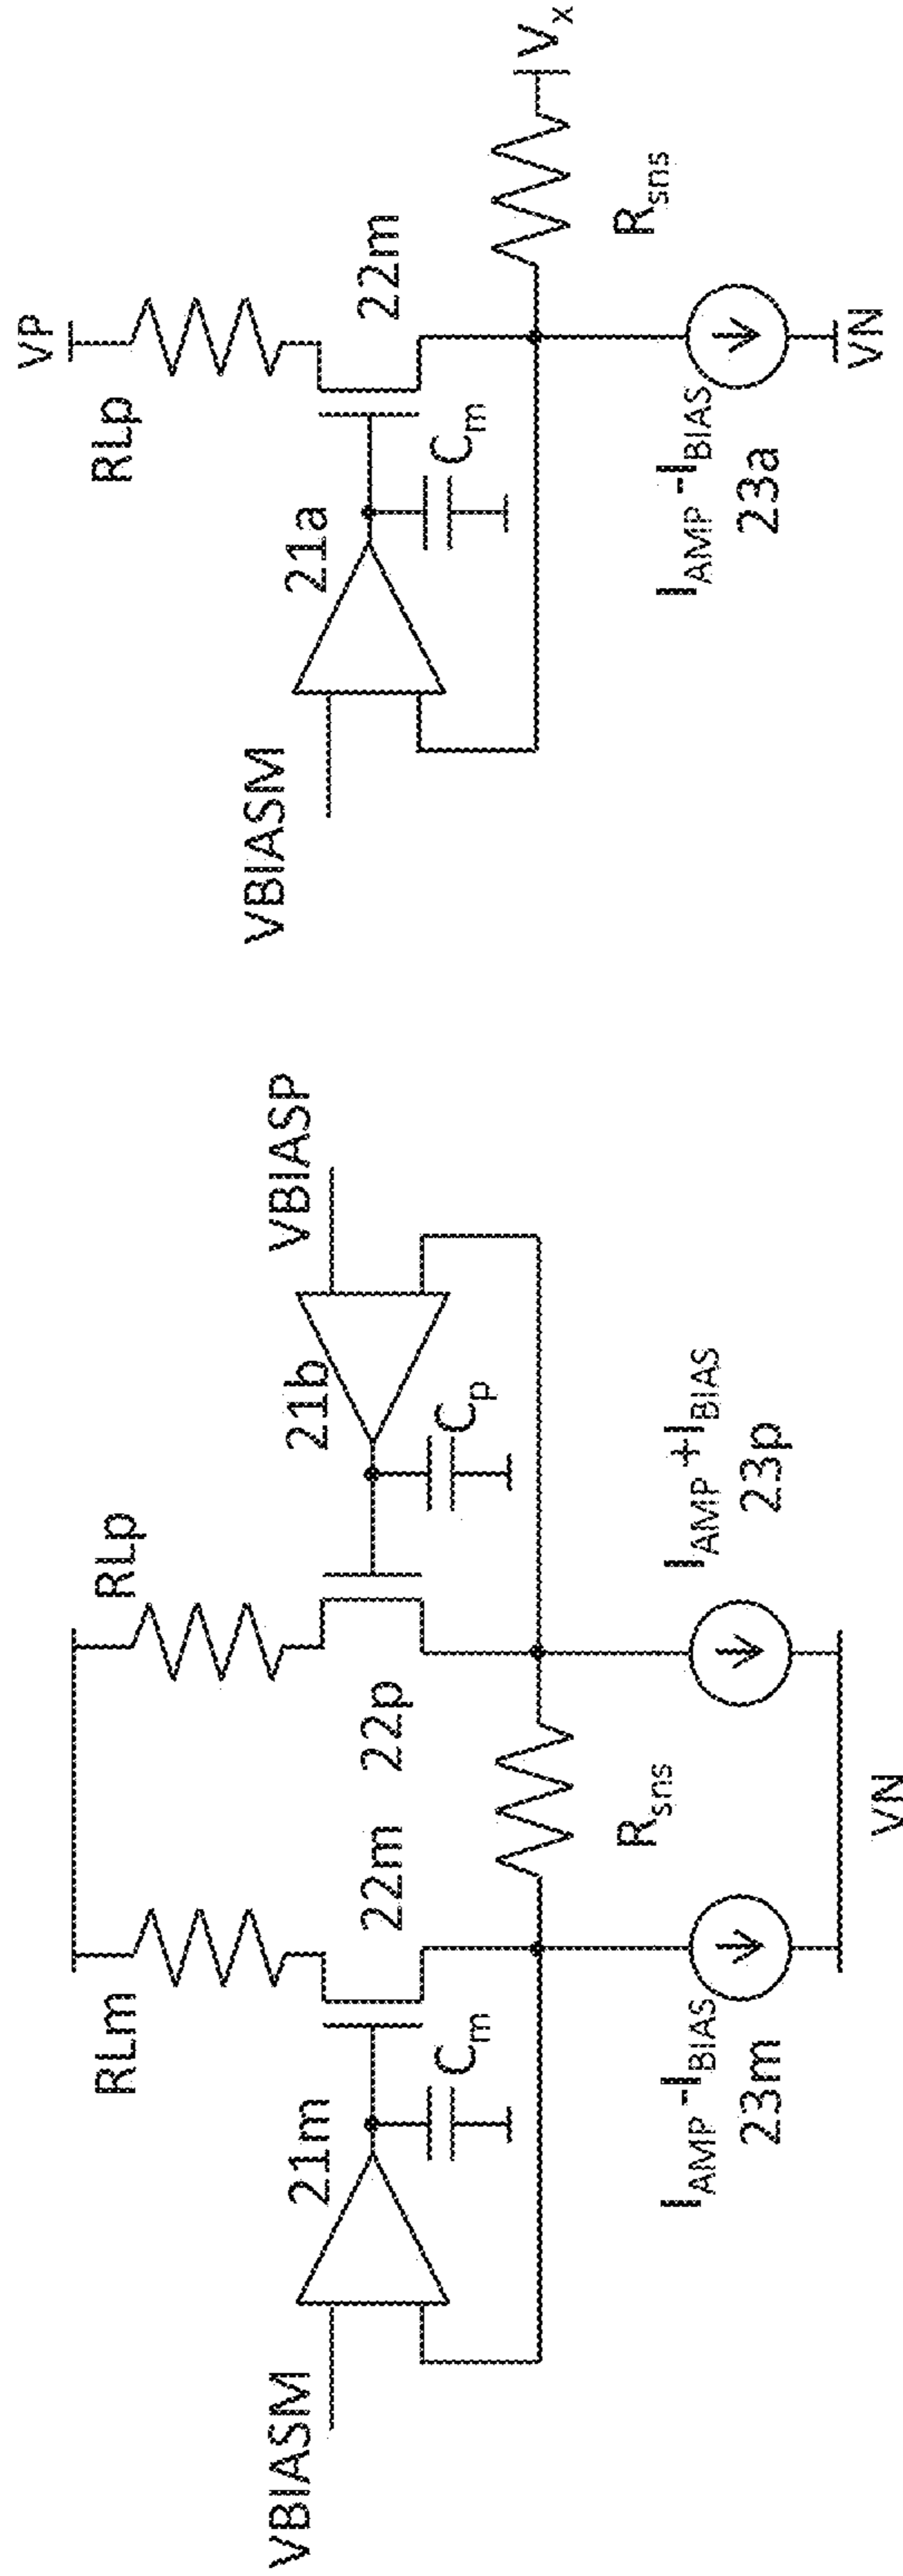 RLm
RLp
VBIASM
21m
22m
22p
21b
VBIASP
Cm
Cp
Rsns
IAMP-IBIAS
23m
IAMP+IBIAS
23p
VN
VP
RLp
VBIASM
21a
22m
Cm
Rsns
Vx
IAMP-IBIAS
23a
VN